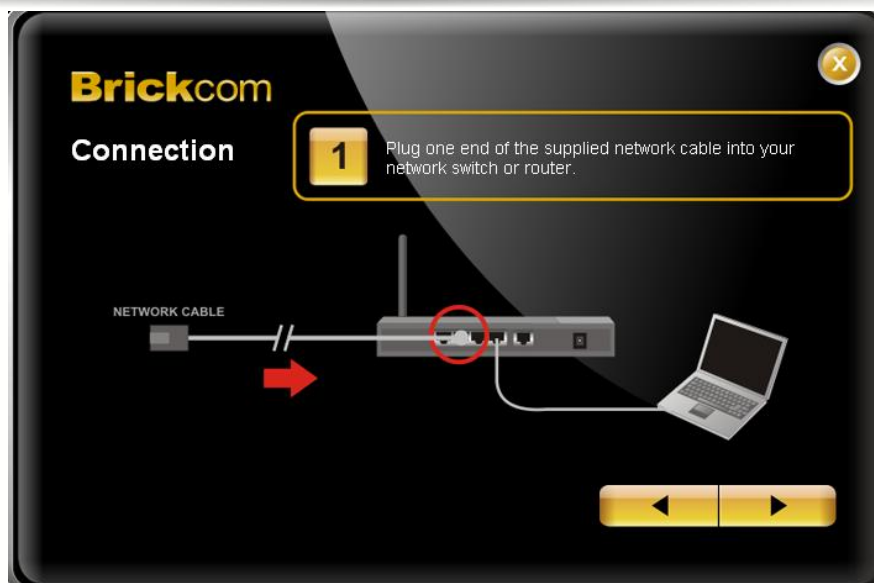 Brickcom
X
Connection
1
Plug one end of the supplied network cable into your
network switch or router.
NETWORK CABLE